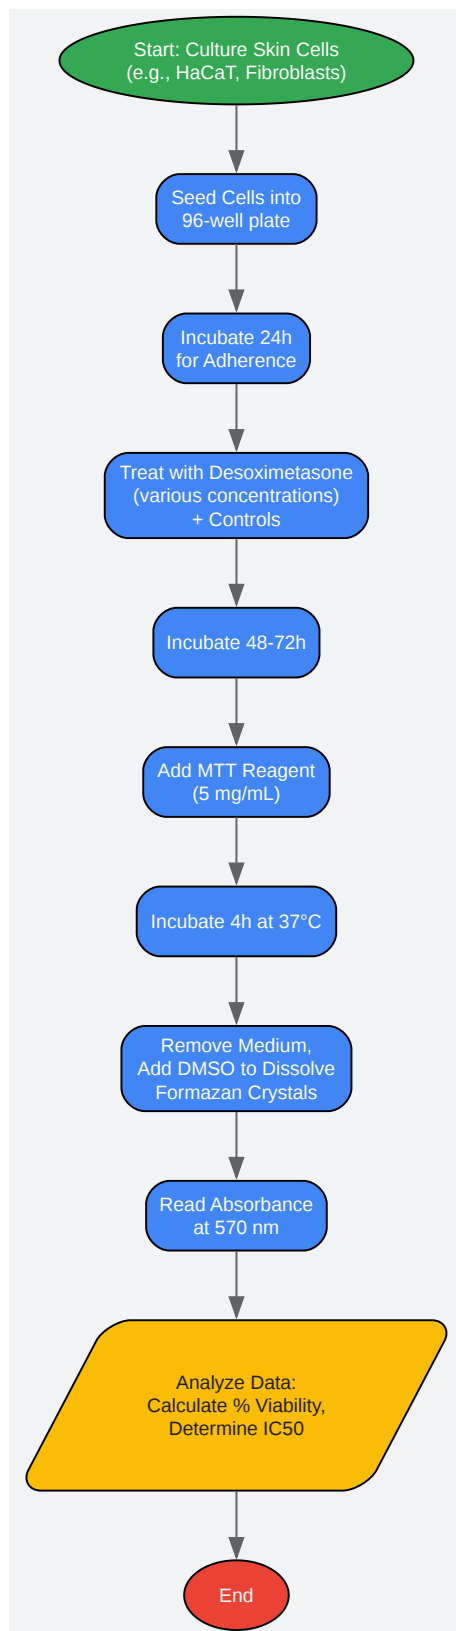 Start: Culture Skin Cells
(e.g., HaCaT, Fibroblasts)
Seed Cells into
96-well plate
Incubate 24h
for Adherence
Treat with Desoximetasone
(various concentrations)
+ Controls
Incubate 48-72h
Add MTT Reagent
(5 mg/mL)
Incubate 4h at 37°C
Remove Medium,
Add DMSO to Dissolve
Formazan Crystals
Read Absorbance
at 570 nm
Analyze Data:
Calculate % Viability,
Determine IC50
End